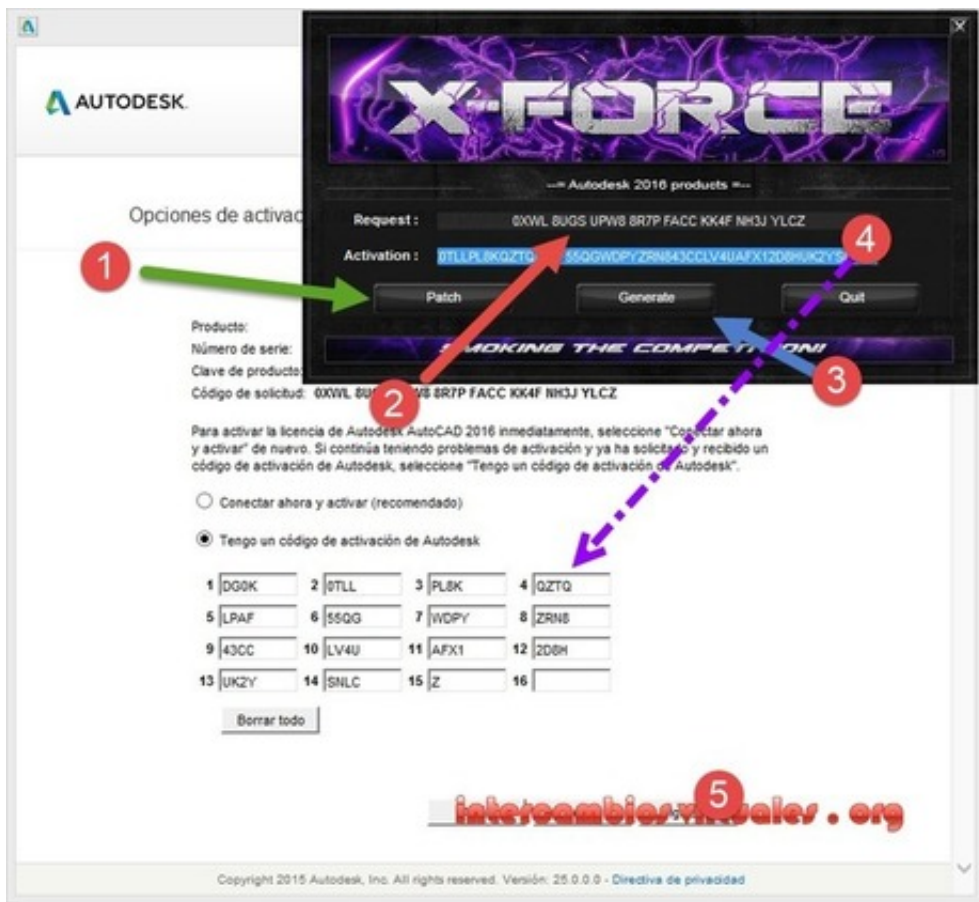 AUTODESK.
X-FORCE
--= Autodesk 2016 products =--
Opciones de
Request : 0XWL 8UGS UPW8 8R7P FACC KK4F NH3J YLCZ
4
Activation :
1
Patch Generate Quit
Producto:
SMOKING THE
Número de serie:
3
Clave de producto:
2
Código de solicitud: 0XWL 8R7P FACC KK4F NH3J YLCZ
Para activar la licencia de Autodesk AutoCAD 2016 inmediatamente, seleccione "Conectar ahora
y activar" de nuevo. Si continúa teniendo problemas de activación y ya ha solicitado y recibido un
código de activación de Autodesk, seleccione "Tengo un código de activación de Autodesk".
Conectar ahora y activar (recomendado)
Tengo un código de activación de Autodesk
1 DG0K 2 0TLL 3 PL8K 4 QZTQ
5 LPAF 6 55QG 7 WDPY 8 ZRN8
9 43CC 10 LV4U 11 AFX1 12 2D8H
13 UK2Y 14 SNLC 15 Z 16
Borrar todo
5
intercambiosvirtuales.org
Copyright 2015 Autodesk, Inc. All rights reserved. Versión: 25.0.0.0 - Directiva de privacidad